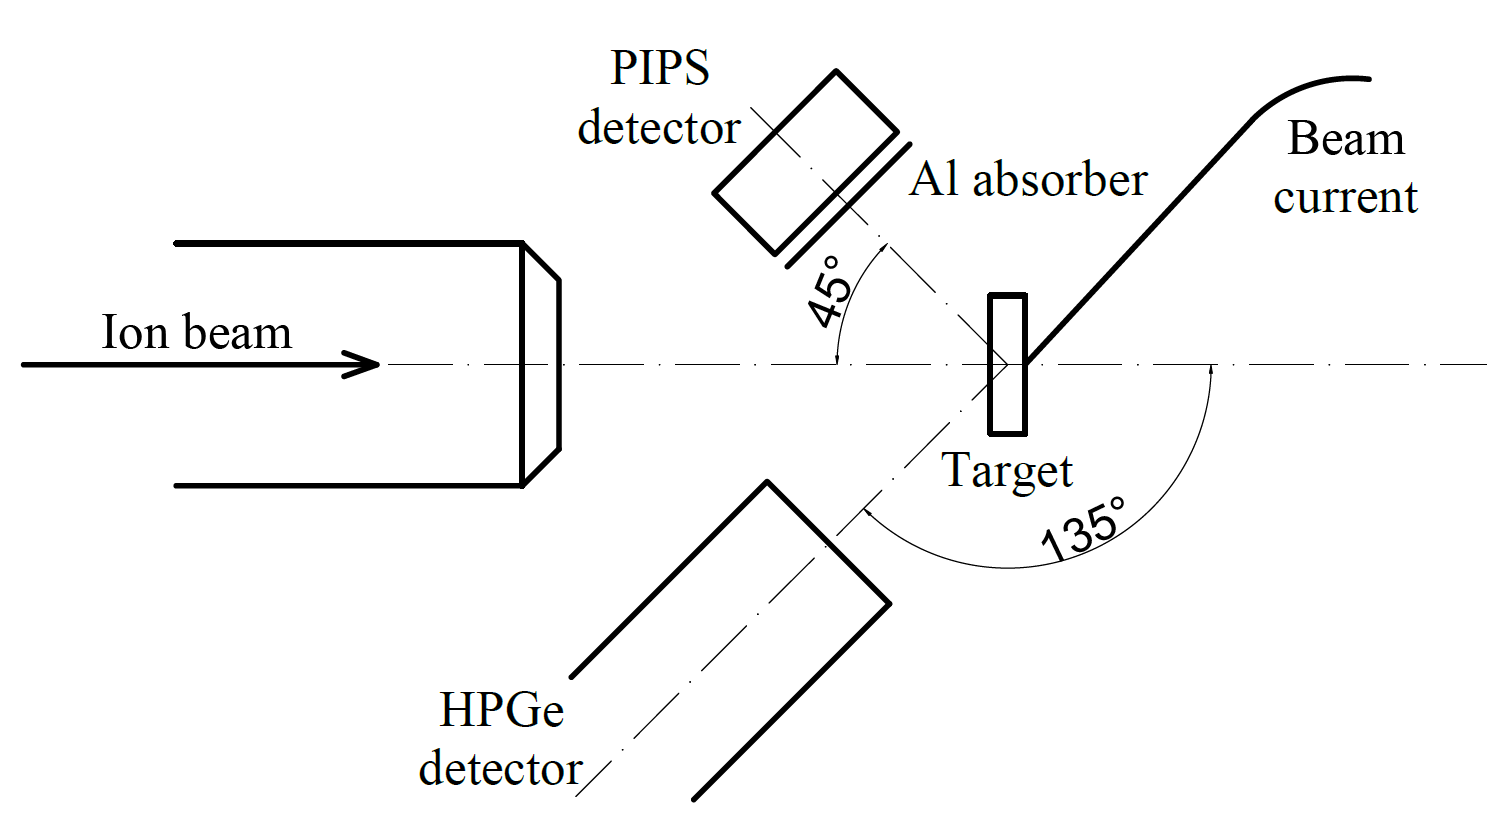 PIPS
detector
Beam
current
Al absorber
45°
Ion beam
Target
135°
HPGe
detector